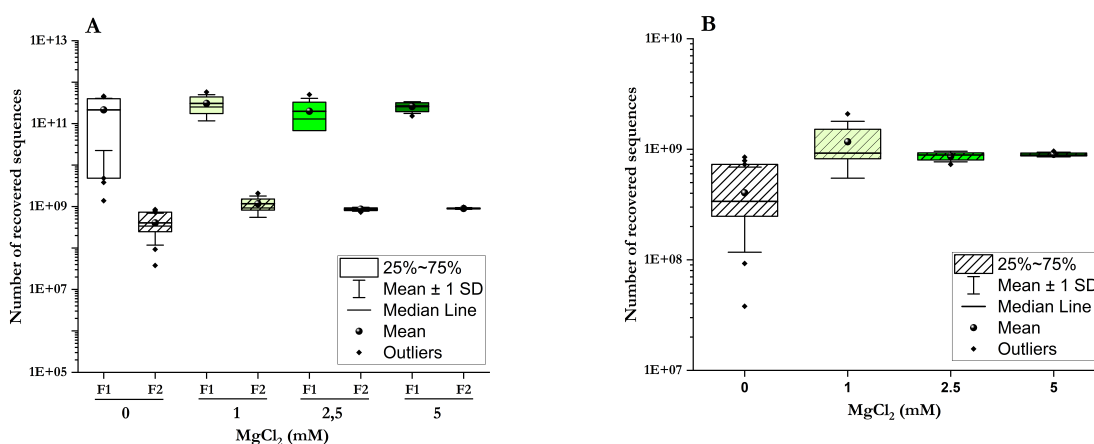 A
1E+13
1E+11
1E+09
1E+07
1E+05
Number of recovered sequences
F1 F2 F1 F2 F1 F2 F1 F2
0 1 2,5 5
MgCl2 (mM)
25%~75%
Mean ± 1 SD
Median Line
Mean
Outliers
B
1E+10
1E+09
1E+08
1E+07
Number of recovered sequences
0 1 2.5 5
MgCl2 (mM)
25%~75%
Mean ± 1 SD
Median Line
Mean
Outliers